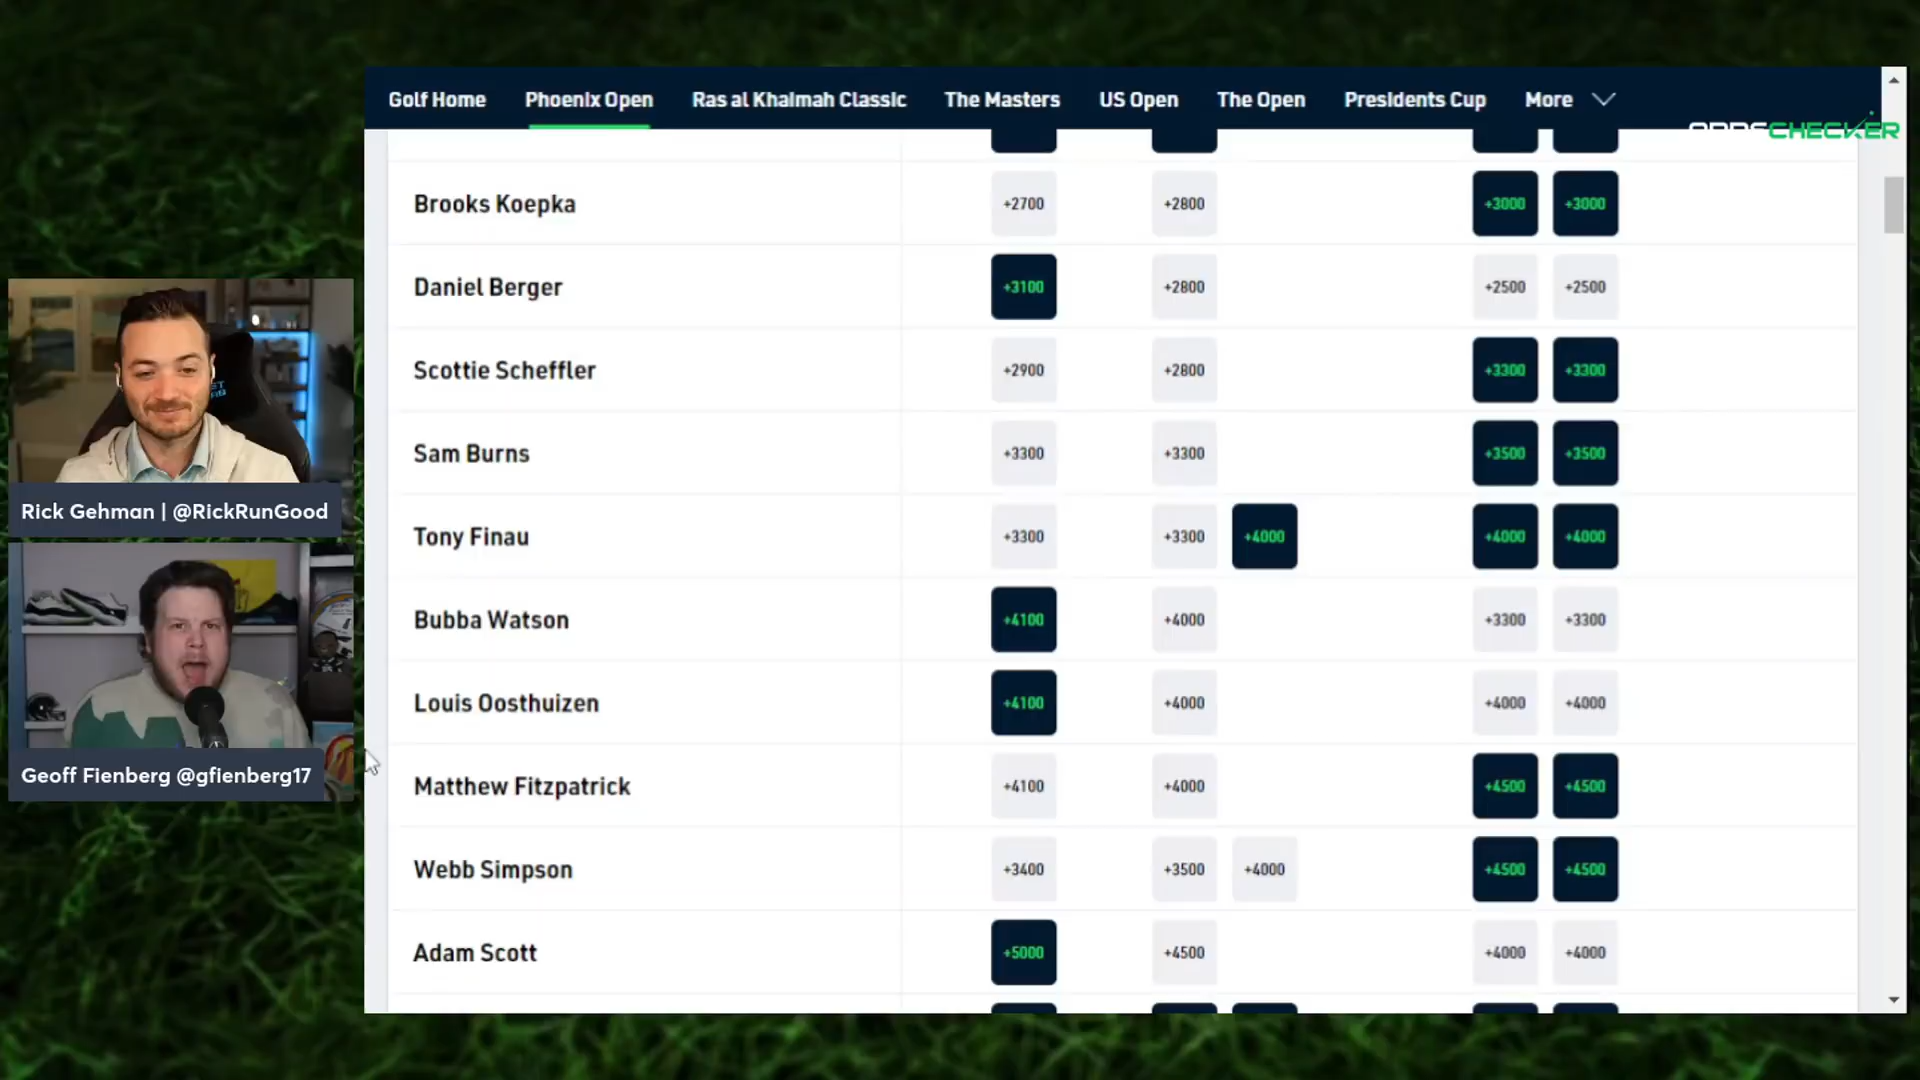 Golf Home Phoenix Open Ras al Khaimah Classic The Masters US Open The Open Presidents Cup More
CHECKER
Brooks Koepka +2700 +2800 +3000 +3000
Daniel Berger +3100 +2800 +2500 +2500
Scottie Scheffler +2900 +2800 +3300 +3300
Sam Burns +3300 +3300 +3500 +3500
Tony Finau +3300 +3300 +4000 +4000 +4000
Bubba Watson +4100 +4000 +3300 +3300
Louis Oosthuizen +4100 +4000 +4000 +4000
Matthew Fitzpatrick +4100 +4000 +4500 +4500
Webb Simpson +3400 +3500 +4000 +4500 +4500
Adam Scott +5000 +4500 +4000 +4000
Rick Gehman | @RickRunGood
Geoff Fienberg @gfienberg17